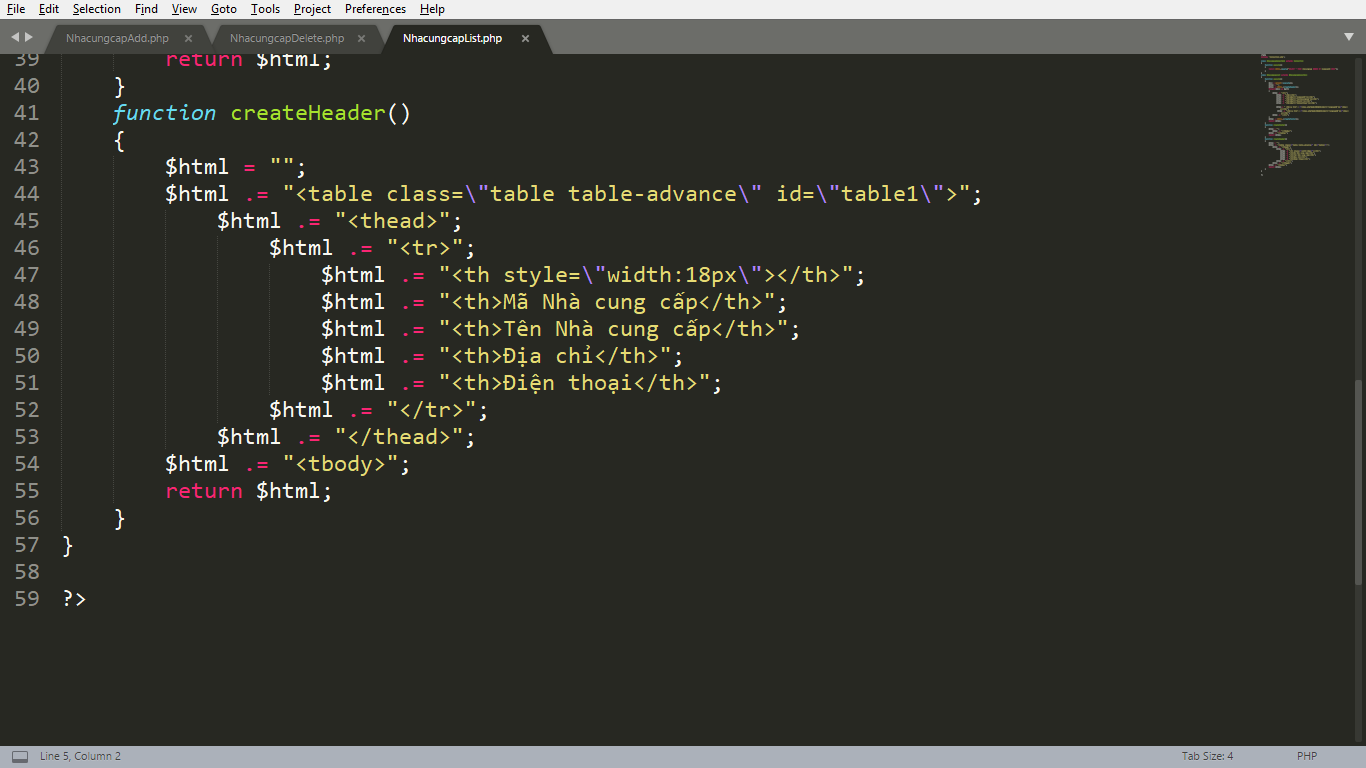 File Edit Selection Find View Goto Tools Project Preferences Help
NhacungcapAdd.php × NhacungcapDelete.php × NhacungcapList.php ×
39 return $html;
40 }
41 function createHeader()
42 {
43 $html = "";
44 $html .= "<table class=\"table table-advance\" id=\"table1\">";
45 $html .= "<thead>";
46 $html .= "<tr>";
47 $html .= "<th style=\"width:18px\"></th>";
48 $html .= "<th>Mã Nhà cung cấp</th>";
49 $html .= "<th>Tên Nhà cung cấp</th>";
50 $html .= "<th>Địa chỉ</th>";
51 $html .= "<th>Điện thoại</th>";
52 $html .= "</tr>";
53 $html .= "</thead>";
54 $html .= "<tbody>";
55 return $html;
56 }
57 }
58
59 ?>
Line 5, Column 2 Tab Size: 4 PHP